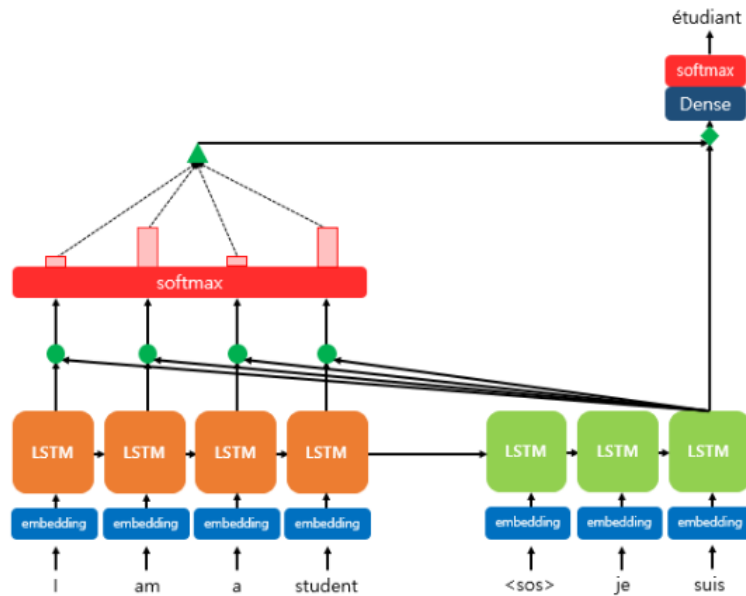 étudiant
softmax
Dense
softmax
LSTM LSTM LSTM LSTM LSTM LSTM LSTM
embedding embedding embedding embedding embedding embedding embedding
I am a student <sos> je suis